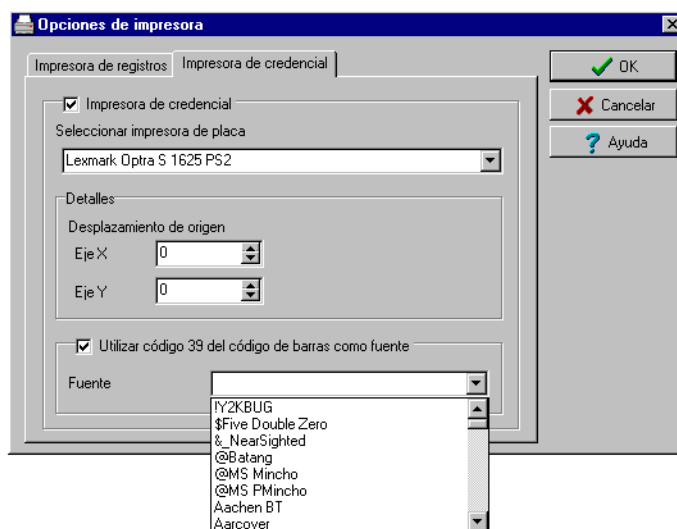 Opciones de impresora
Impresora de registros Impresora de credencial
OK
Cancelar
Ayuda
Impresora de credencial
Seleccionar impresora de placa
Lexmark Optra S 1625 PS2
Detalles
Desplazamiento de origen
Eje X 0
Eje Y 0
Utilizar código 39 del código de barras como fuente
Fuente
!Y2KBUG
$Five Double Zero
&_NearSighted
@Batang
@MS Mincho
@MS PMincho
Aachen BT
Aarcover